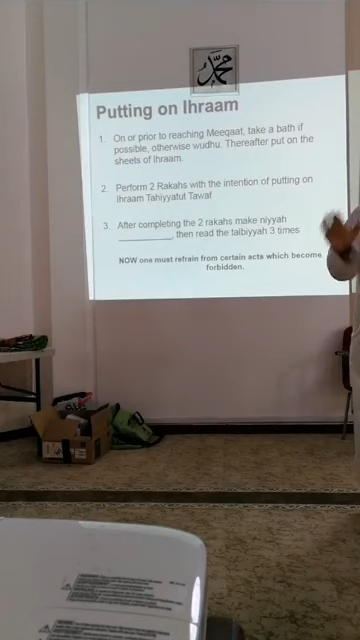 محمد
Putting on Ihraam
1. On or prior to reaching Meeqaat, take a bath if
possible, otherwise wudhu. Thereafter put on the
sheets of Ihraam.
2. Perform 2 Rakahs with the intention of putting on
Ihraam Tahiyyatut Tawaf
3. After completing the 2 rakahs make niyyah
__________, then read the talbiyyah 3 times
NOW one must refrain from certain acts which become
forbidden.